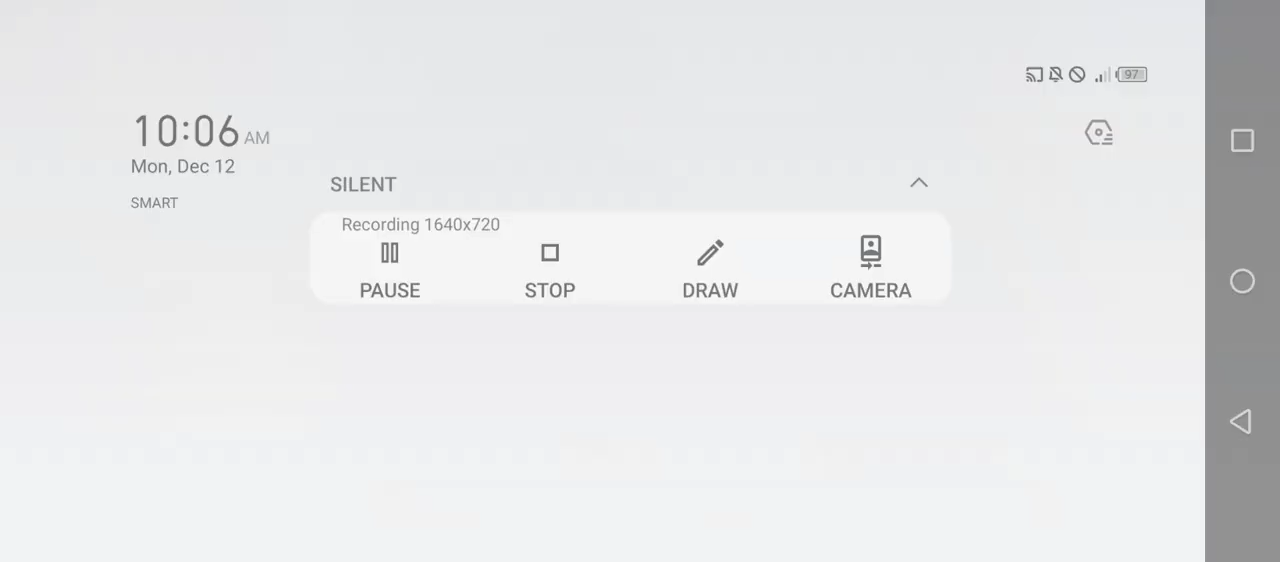 97
10:06 AM
Mon, Dec 12
SMART
SILENT
Recording 1640x720
PAUSE STOP DRAW CAMERA